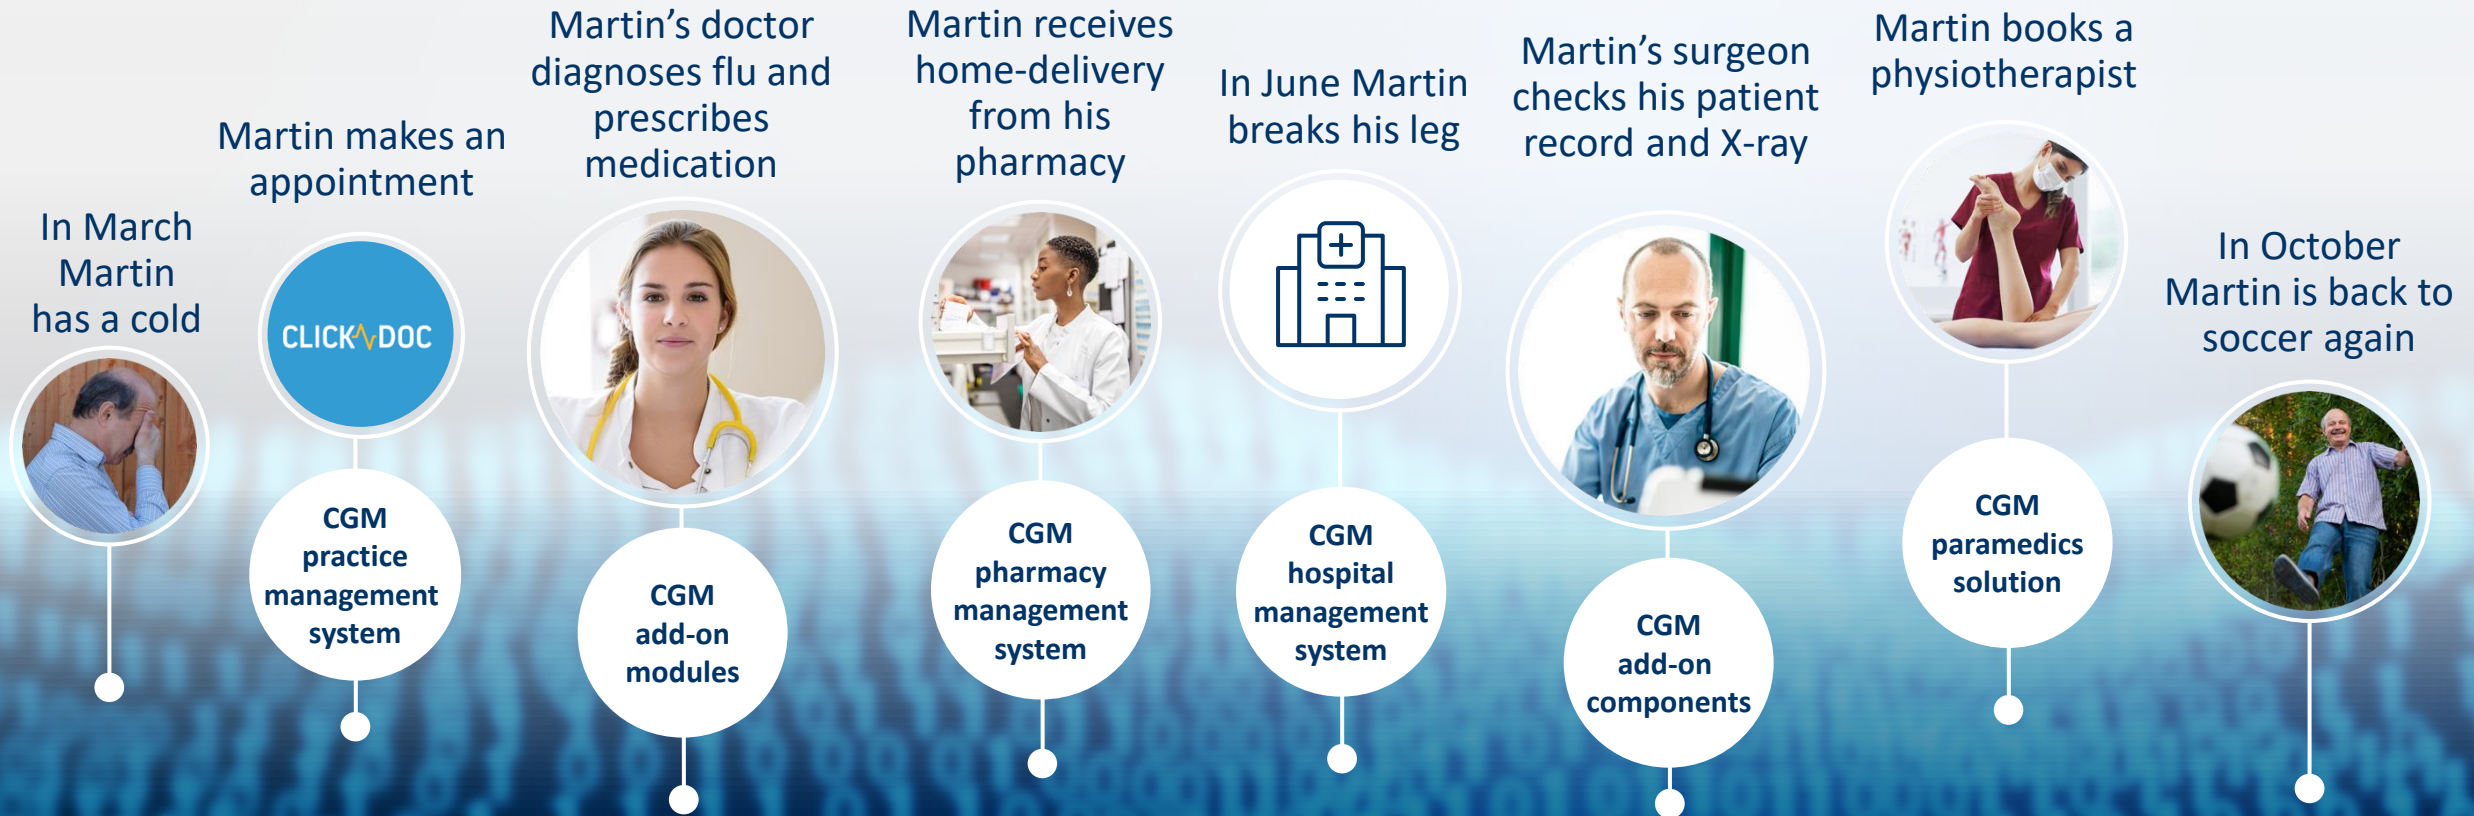 In March
Martin
has a cold
Martin makes an
appointment
CLICK DOC
CGM
practice
management
system
Martin’s doctor
diagnoses flu and
prescribes
medication
CGM
add-on
modules
Martin receives
home-delivery
from his
pharmacy
CGM
pharmacy
management
system
In June Martin
breaks his leg
CGM
hospital
management
system
Martin’s surgeon
checks his patient
record and X-ray
CGM
add-on
components
Martin books a
physiotherapist
CGM
paramedics
solution
In October
Martin is back to
soccer again